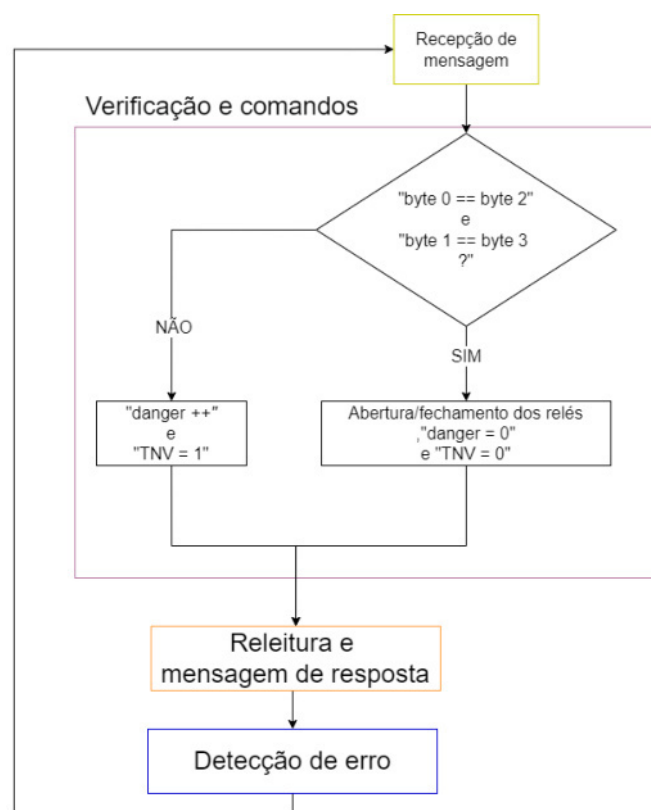 Recepção de
mensagem
Verificação e comandos
"byte 0 == byte 2"
e
"byte 1 == byte 3
?"
NÃO
SIM
"danger ++"
e
"TNV = 1"
Abertura/fechamento dos relés
,"danger = 0"
e "TNV = 0"
Releitura e
mensagem de resposta
Detecção de erro